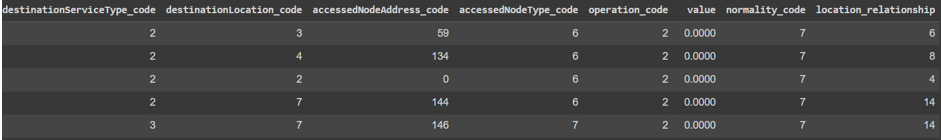 destinationServiceType_code destinationLocation_code accessedNodeAddress_code accessedNodeType_code operation_code value normality_code location_relationship
2 3 59 6 2 0.0000 7 6
2 4 134 6 2 0.0000 7 8
2 2 0 6 2 0.0000 7 4
2 7 144 6 2 0.0000 7 14
3 7 146 7 2 0.0000 7 14